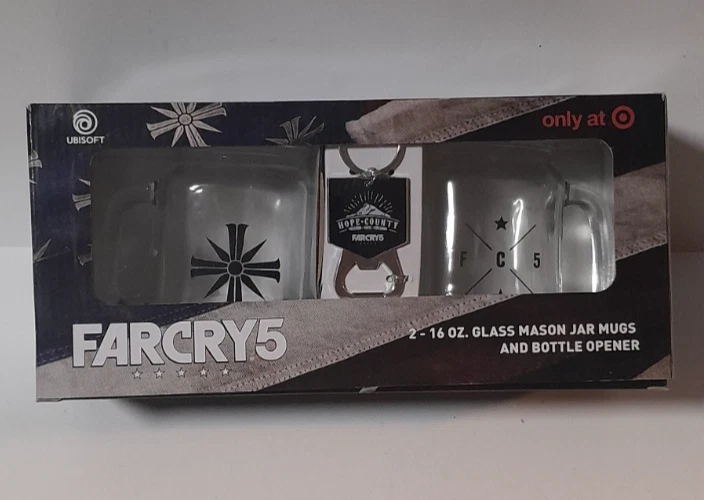 UBISOFT
only at
HOPE·COUNTY
FARCRY5
F C 5
FARCRY5
2 - 16 OZ. GLASS MASON JAR MUGS
AND BOTTLE OPENER